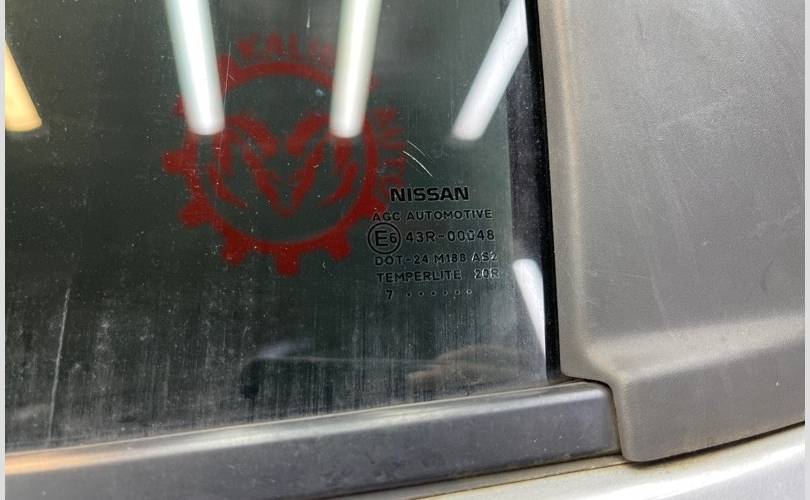 NISSAN
AGC AUTOMOTIVE
E6 43R-00048
DOT-24 M188 AS2
TEMPERLITE 20R
7 ......